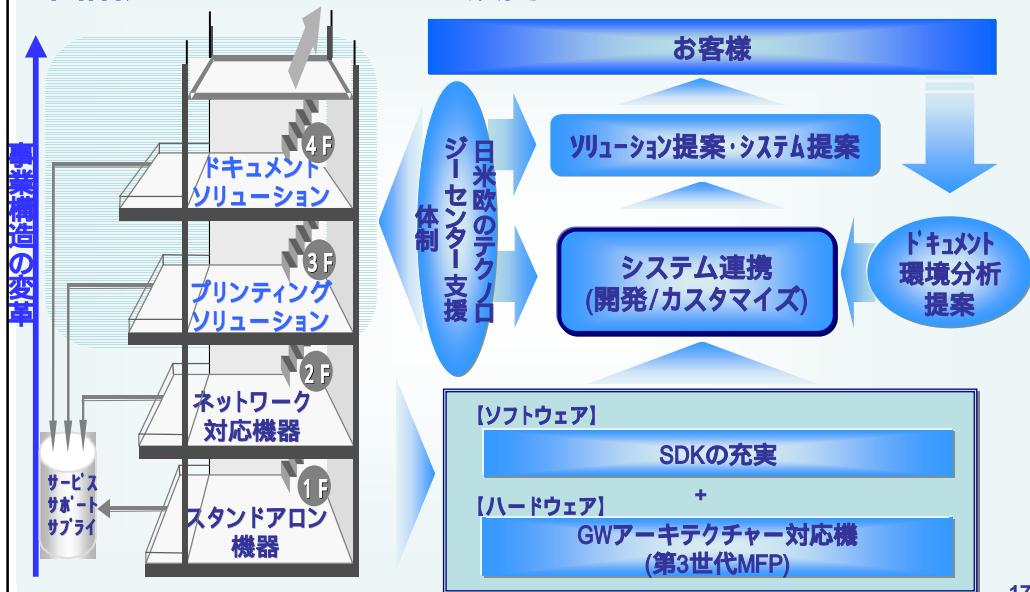 事業構造の変革
4F
ドキュメント
ソリューション
3F
プリンティング
ソリューション
2F
ネットワーク
対応機器
1F
スタンドアロン
機器
サービス
サポート
サプライ
日米欧のテクノロ
ジーセンター支援
体制
お客様
ソリューション提案・システム提案
システム連携
(開発/カスタマイズ)
ドキュメント
環境分析
提案
【ソフトウェア】
SDKの充実
+
【ハードウェア】
GWアーキテクチャー対応機
(第3世代MFP)
17